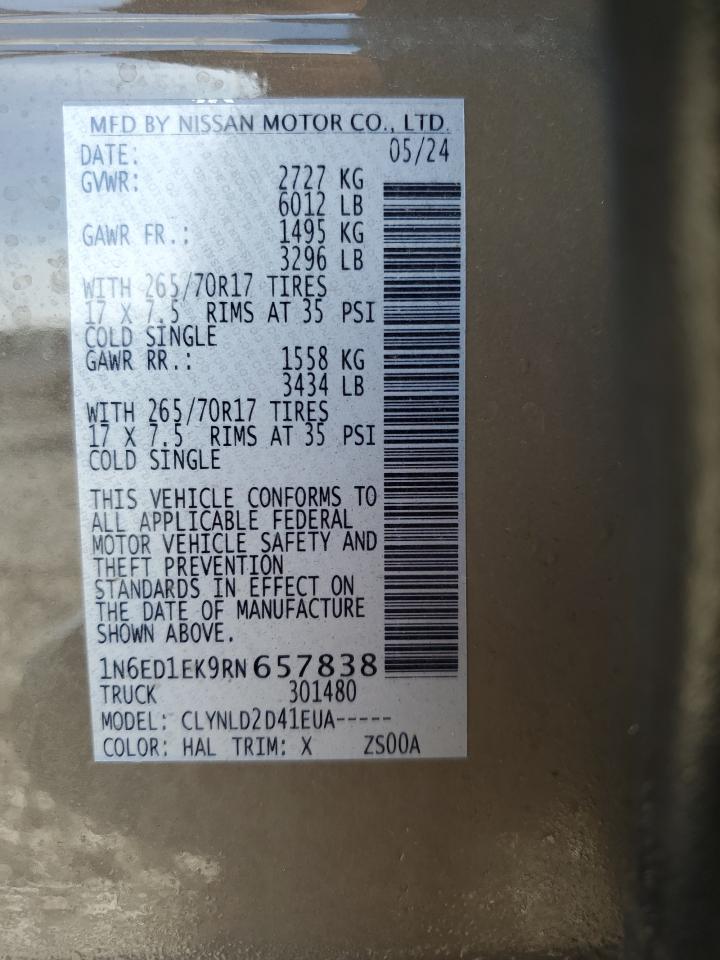 MFD BY NISSAN MOTOR CO., LTD.
DATE: 05/24
GVWR: 2727 KG
6012 LB
GAWR FR.: 1495 KG
3296 LB
WITH 265/70R17 TIRES
17 X 7.5 RIMS AT 35 PSI
COLD SINGLE
GAWR RR.: 1558 KG
3434 LB
WITH 265/70R17 TIRES
17 X 7.5 RIMS AT 35 PSI
COLD SINGLE
THIS VEHICLE CONFORMS TO
ALL APPLICABLE FEDERAL
MOTOR VEHICLE SAFETY AND
THEFT PREVENTION
STANDARDS IN EFFECT ON
THE DATE OF MANUFACTURE
SHOWN ABOVE.
1N6ED1EK9RN657838
TRUCK 301480
MODEL: CLYNLD2D41EUA-----
COLOR: HAL TRIM: X ZS00A